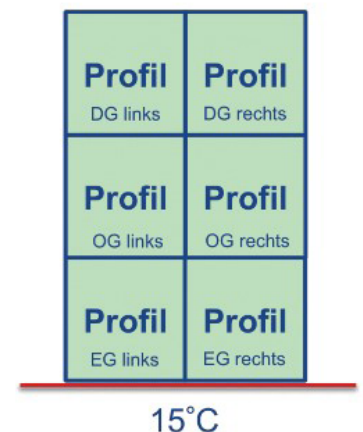 Profil Profil
DG links DG rechts
Profil Profil
OG links OG rechts
Profil Profil
EG links EG rechts
15°C